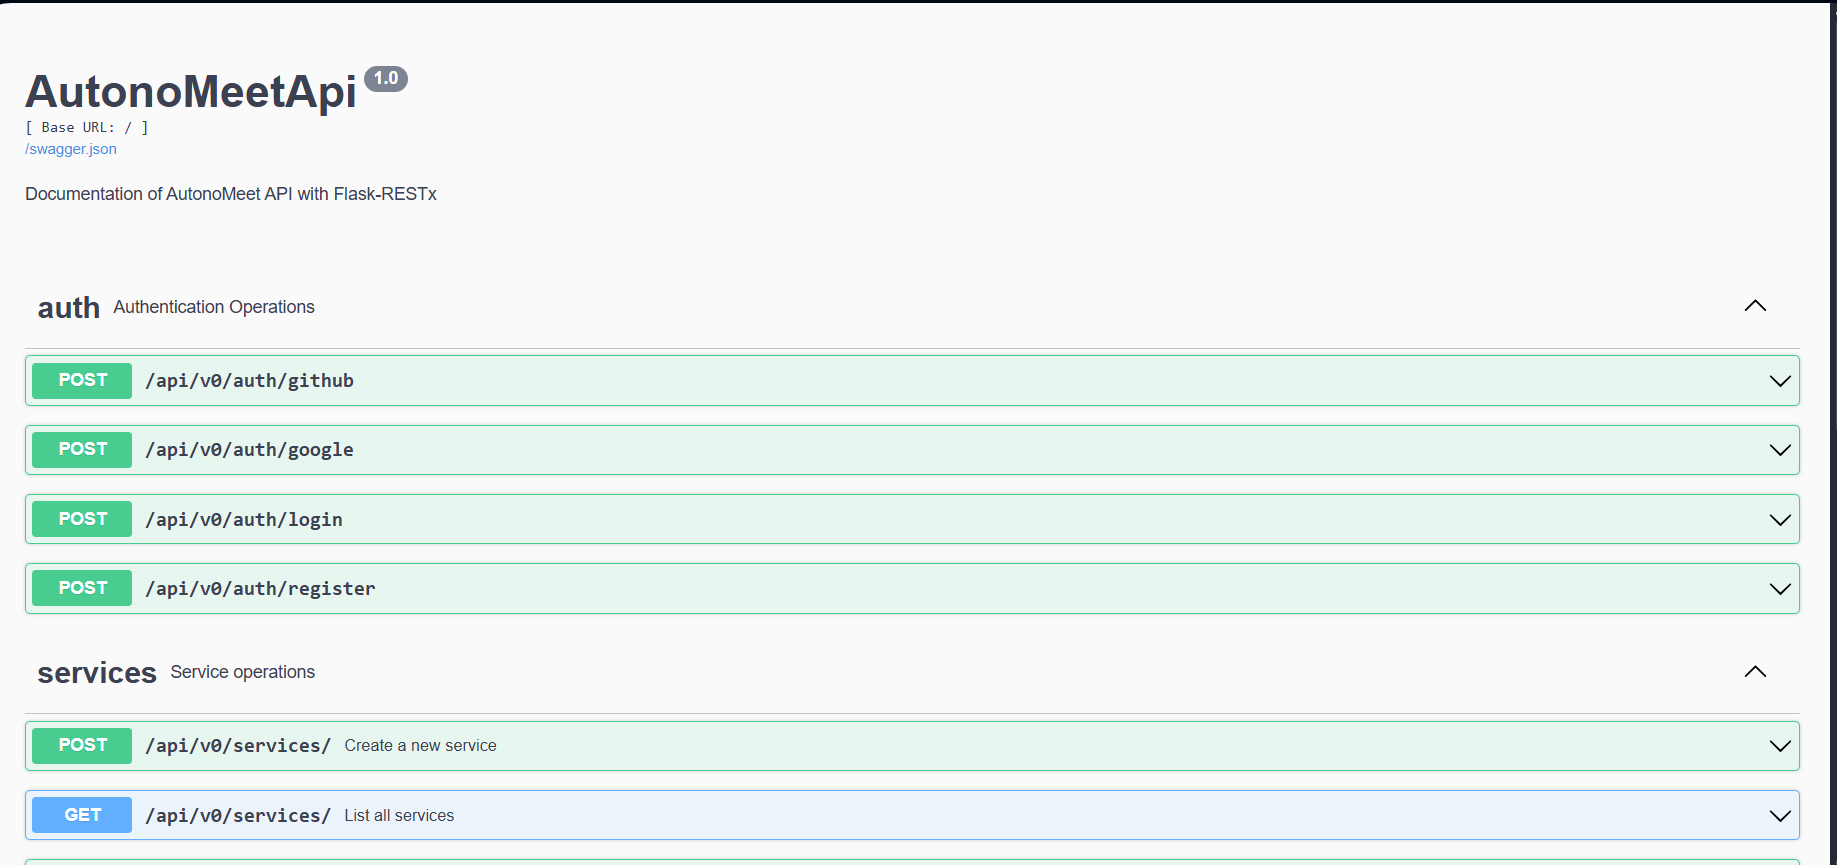 AutonoMeetApi 1.0
[ Base URL: / ]
/swagger.json
Documentation of AutonoMeet API with Flask-RESTx
auth Authentication Operations
POST /api/v0/auth/github
POST /api/v0/auth/google
POST /api/v0/auth/login
POST /api/v0/auth/register
services Service operations
POST /api/v0/services/ Create a new service
GET /api/v0/services/ List all services